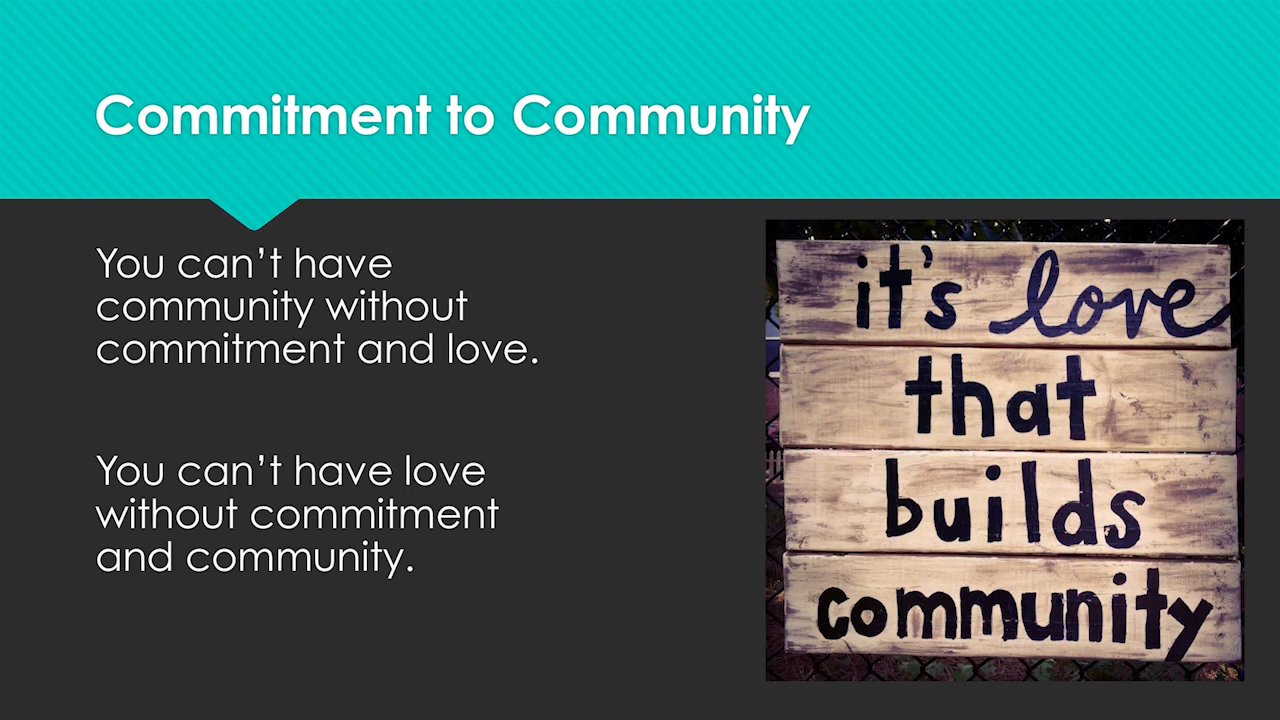 Commitment to Community
You can’t have
community without
commitment and love.
You can’t have love
without commitment
and community.
it's love
that
builds
community